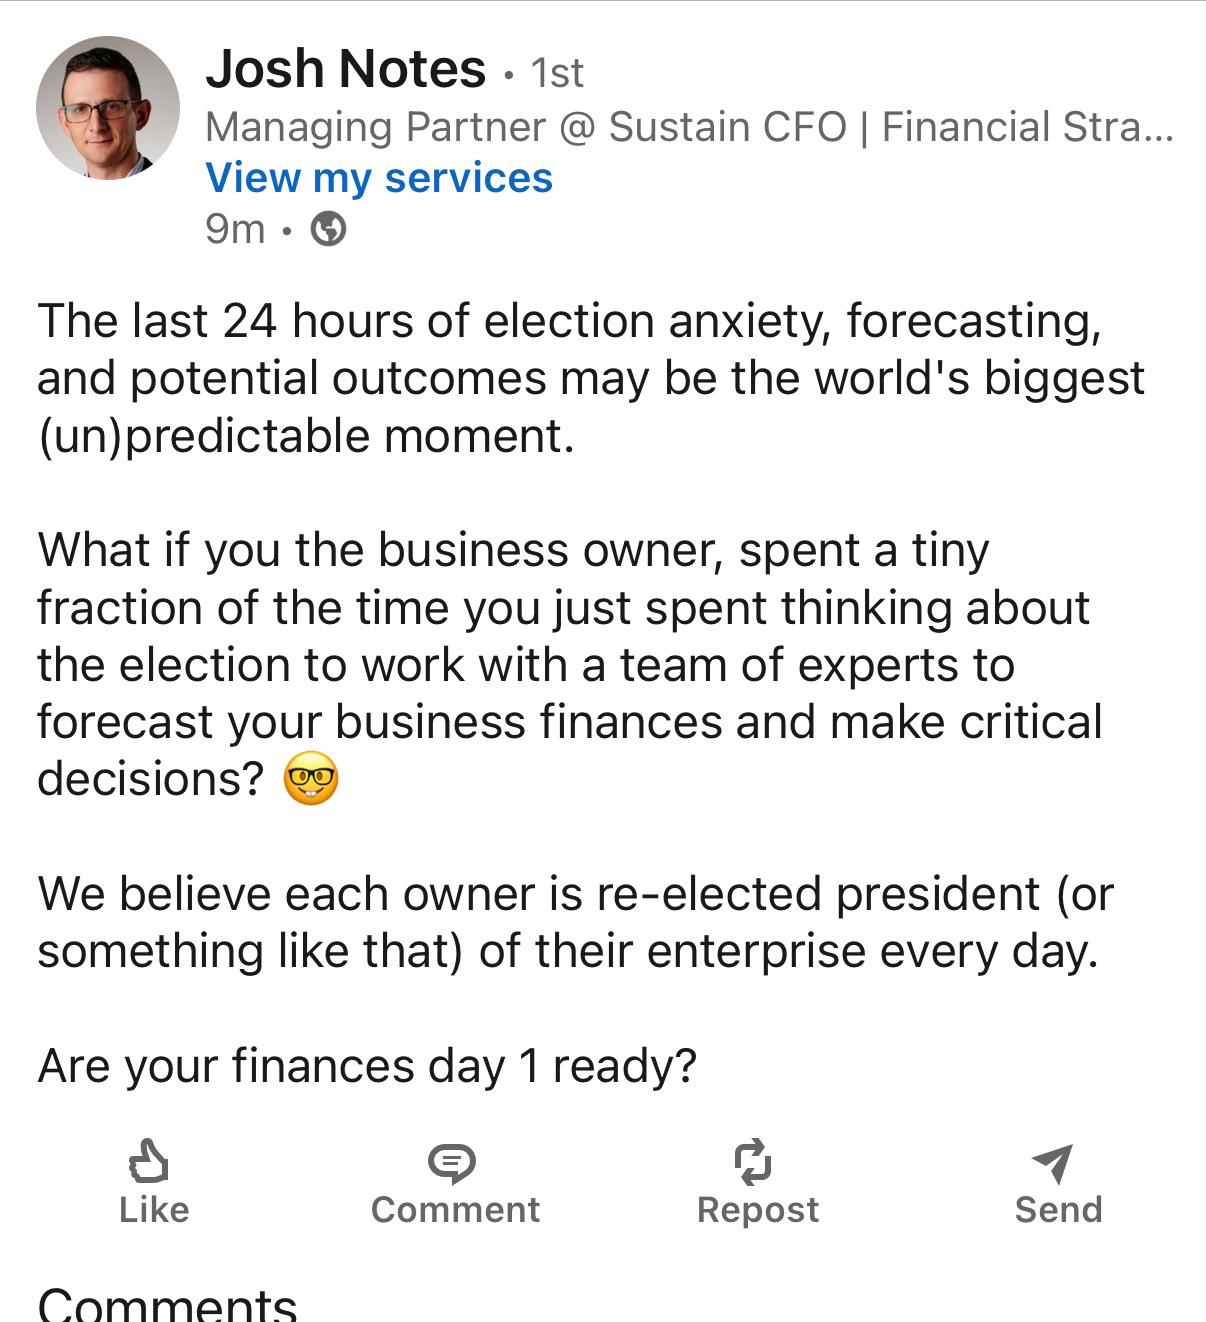 Josh Notes • 1st
Managing Partner @ Sustain CFO | Financial Stra...
View my services
9m •
The last 24 hours of election anxiety, forecasting,
and potential outcomes may be the world's biggest
(un)predictable moment.
What if you the business owner, spent a tiny
fraction of the time you just spent thinking about
the election to work with a team of experts to
forecast your business finances and make critical
decisions? 🤓
We believe each owner is re-elected president (or
something like that) of their enterprise every day.
Are your finances day 1 ready?
Like Comment Repost Send
Comments